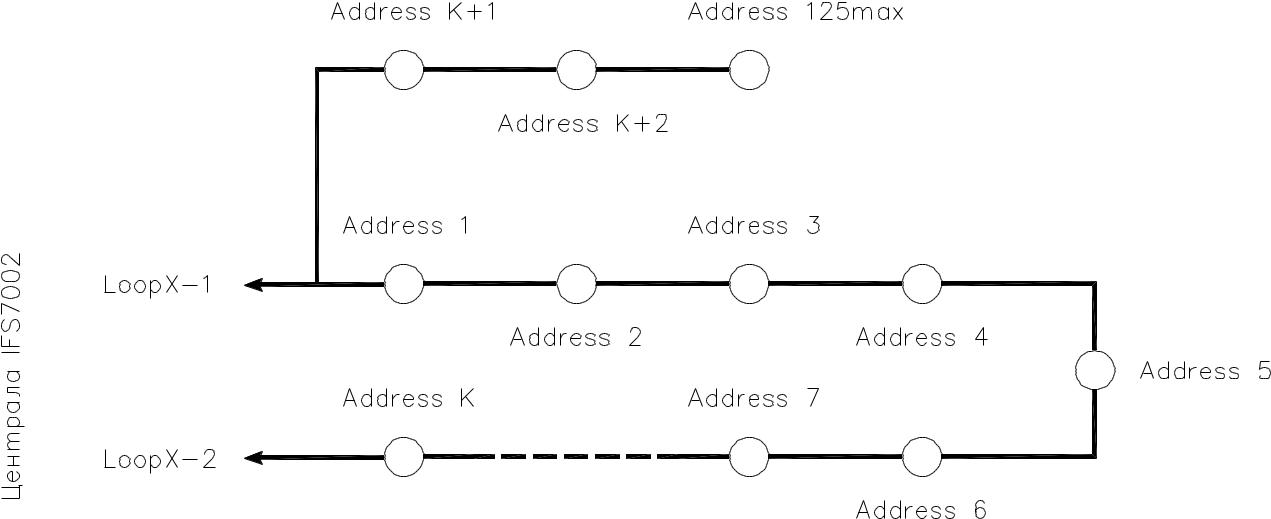 Address K+1
Address 125max
Address K+2
Address 1
Address 3
LoopX-1
Address 2
Address 4
Address 5
Address K
Address 7
LoopX-2
Address 6
Централа IFS7002